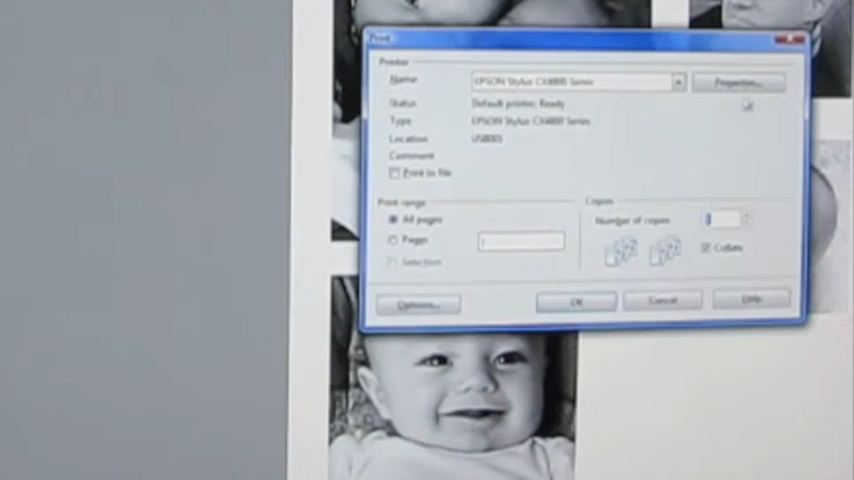 Print
Printer
Name EPSON Stylus CX4800 Series Properties...
Status Default printer; Ready
Type EPSON Stylus CX4800 Series
Location USB001
Comment
Print to file
Print range
Copies
All pages
Number of copies
Pages
Collate
Selection
Options... OK Cancel Help